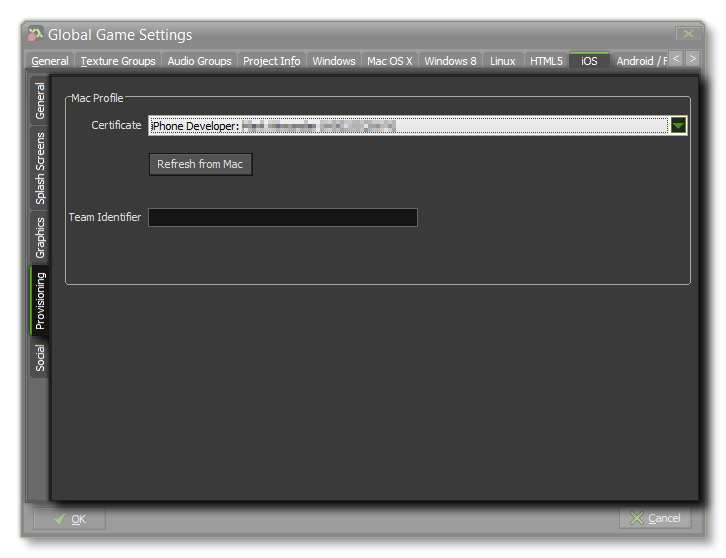 Global Game Settings
General Texture Groups Audio Groups Project Info Windows Mac OS X Windows 8 Linux HTML5 iOS Android / F
General
Splash Screens
Graphics
Provisioning
Social
Mac Profile
Certificate iPhone Developer:
Refresh from Mac
Team Identifier
OK
Cancel